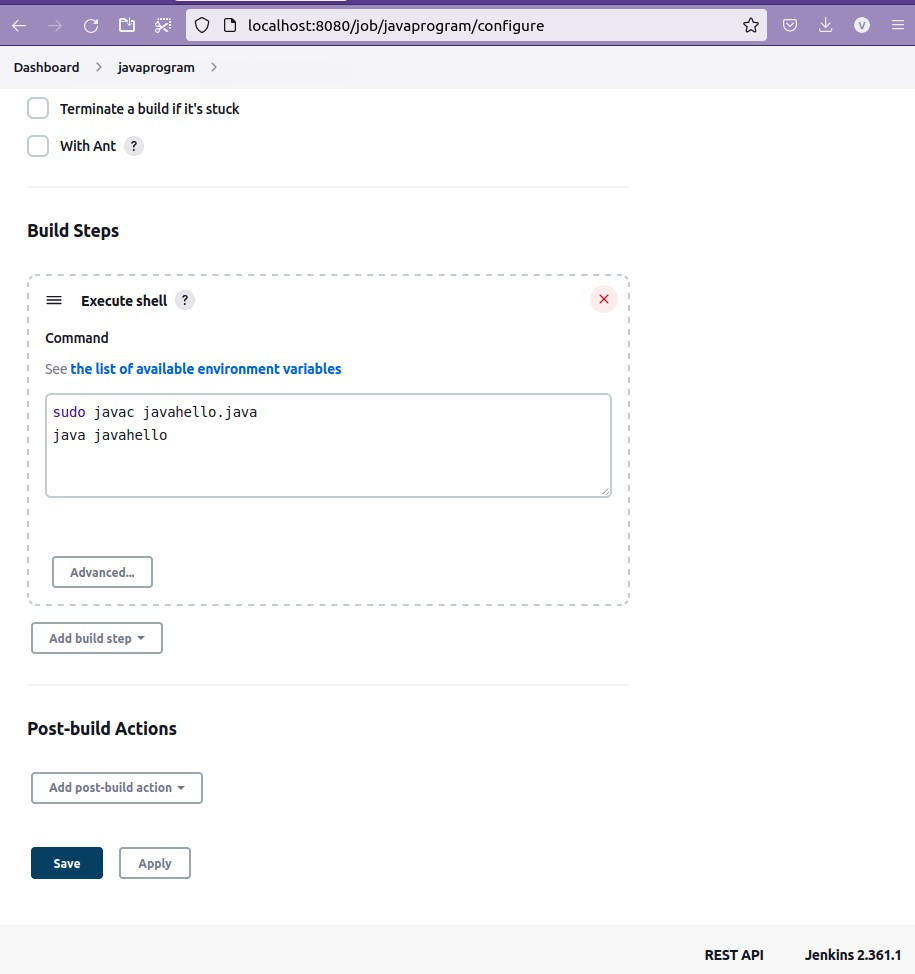 localhost:8080/job/javaprogram/configure
V
Dashboard > javaprogram >
Terminate a build if it's stuck
With Ant ?
Build Steps
Execute shell ?
Command
See the list of available environment variables
sudo javac javahello.java
java javahello
Advanced...
Add build step
Post-build Actions
Add post-build action
Save Apply
REST API Jenkins 2.361.1